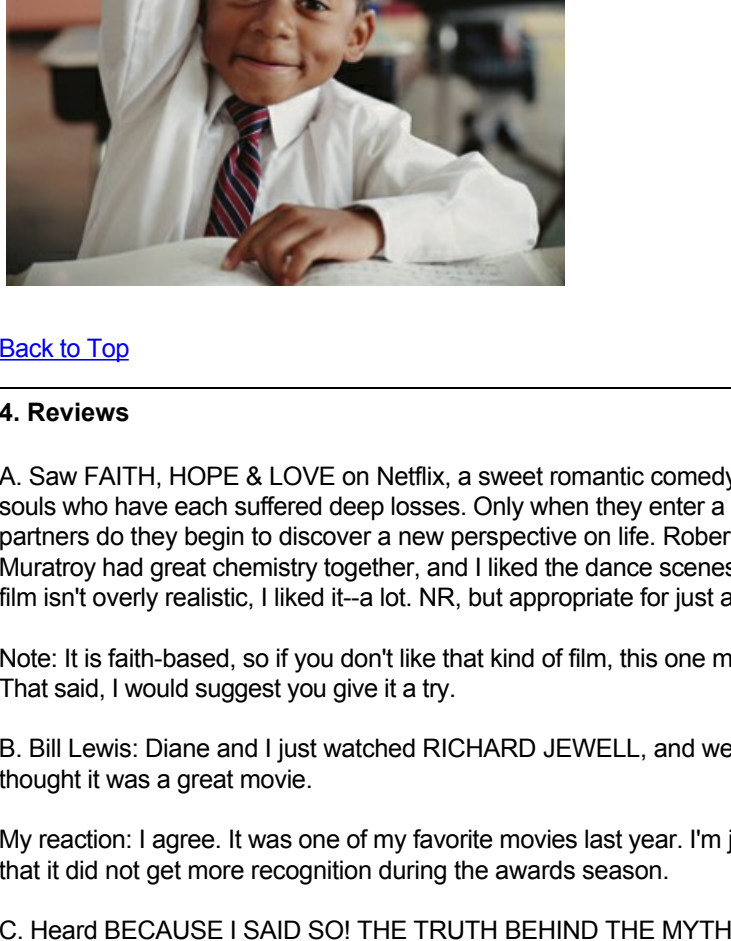 Back to Top
4. Reviews
A. Saw FAITH, HOPE & LOVE on Netflix, a sweet romantic comedy
souls who have each suffered deep losses. Only when they enter a
partners do they begin to discover a new perspective on life. Rober
Muratroy had great chemistry together, and I liked the dance scenes
film isn't overly realistic, I liked it--a lot. NR, but appropriate for just a
Note: It is faith-based, so if you don't like that kind of film, this one m
That said, I would suggest you give it a try.
B. Bill Lewis: Diane and I just watched RICHARD JEWELL, and we
thought it was a great movie.
My reaction: I agree. It was one of my favorite movies last year. I'm j
that it did not get more recognition during the awards season.
C. Heard BECAUSE I SAID SO! THE TRUTH BEHIND THE MYTH